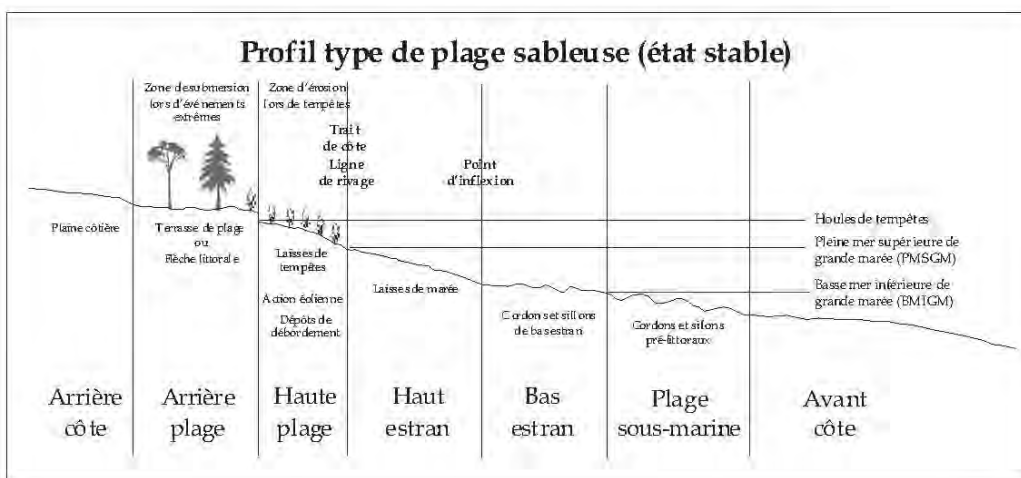 Profil type de plage sableuse (état stable)
Zone de submersion
lors d'événements
extrêmes
Zone d'érosion
lors de tempêtes
Trait
de côte
Ligne
de rivage
Point
d'inflexion
Houles de tempêtes
Pleine mer supérieure de
grande marée (PMSGM)
Basse mer inférieure de
grande marée (BMIGM)
Plaine côtière
Terrasse de plage
ou
Flèche littorale
Laisses de
tempêtes
Action éolienne
Dépôts de
débordement
Laisses de marée
Cordon et sillons
de bas estran
Cordons et sillons
pré-littoraux
Arrière
côte
Arrière
plage
Haute
plage
Haut
estran
Bas
estran
Plage
sous-marine
Avant
côte